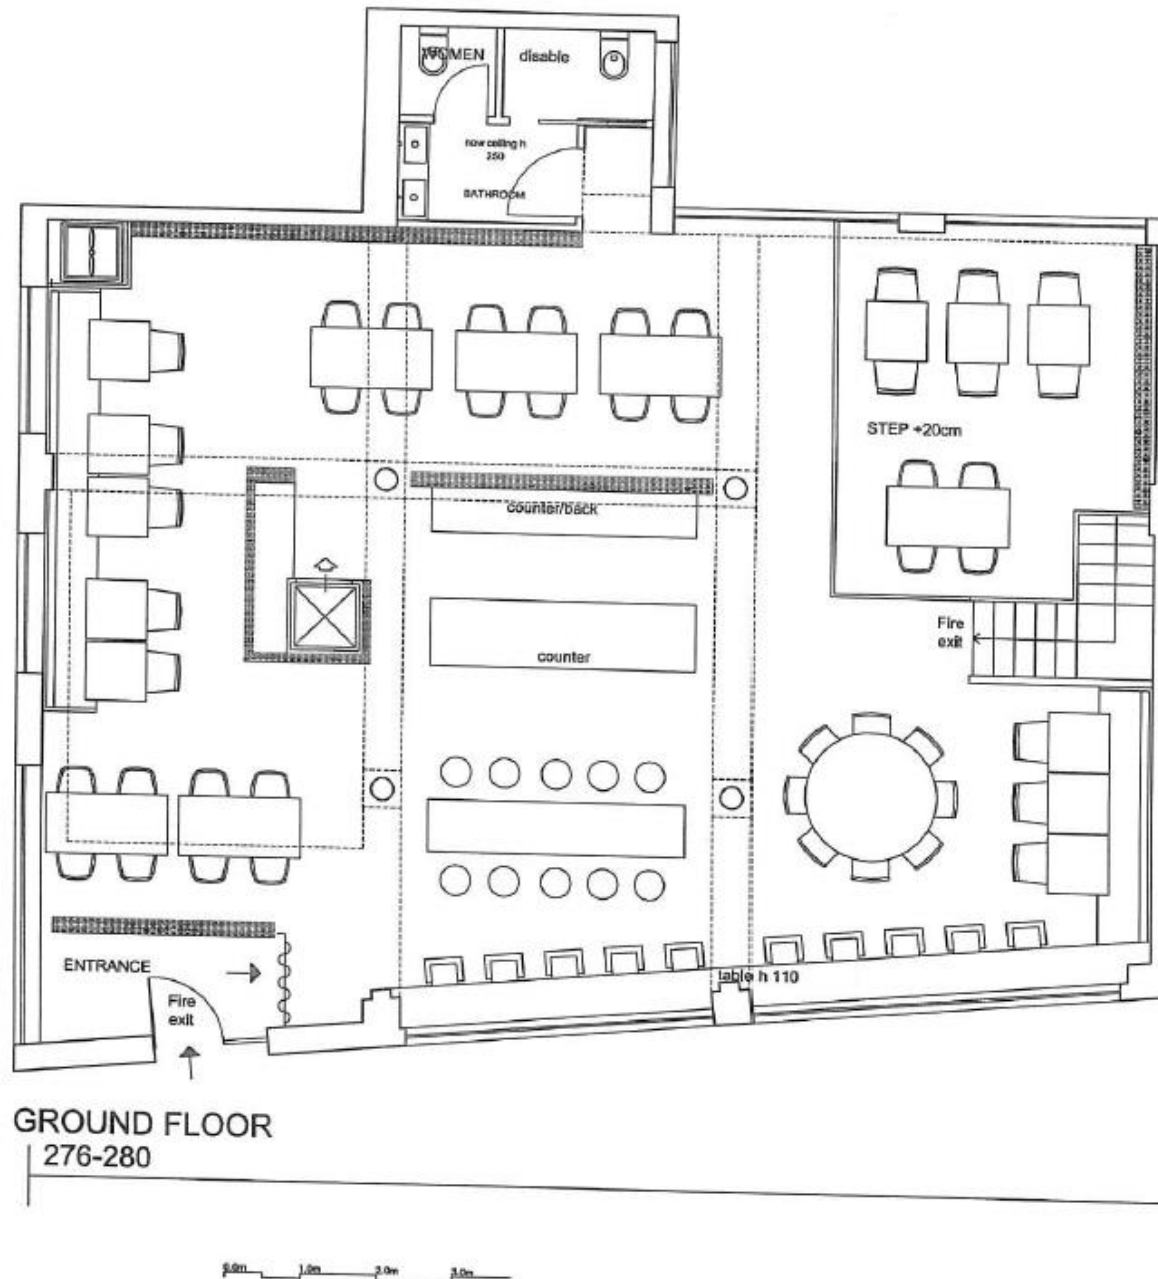 WOMEN
disable
new ceiling h
250
BATHROOM
STEP +20cm
counter/back
Fire
exit
counter
ENTRANCE
table h 110
Fire
exit
GROUND FLOOR
276-280
0.0m 1.0m 2.0m 3.0m